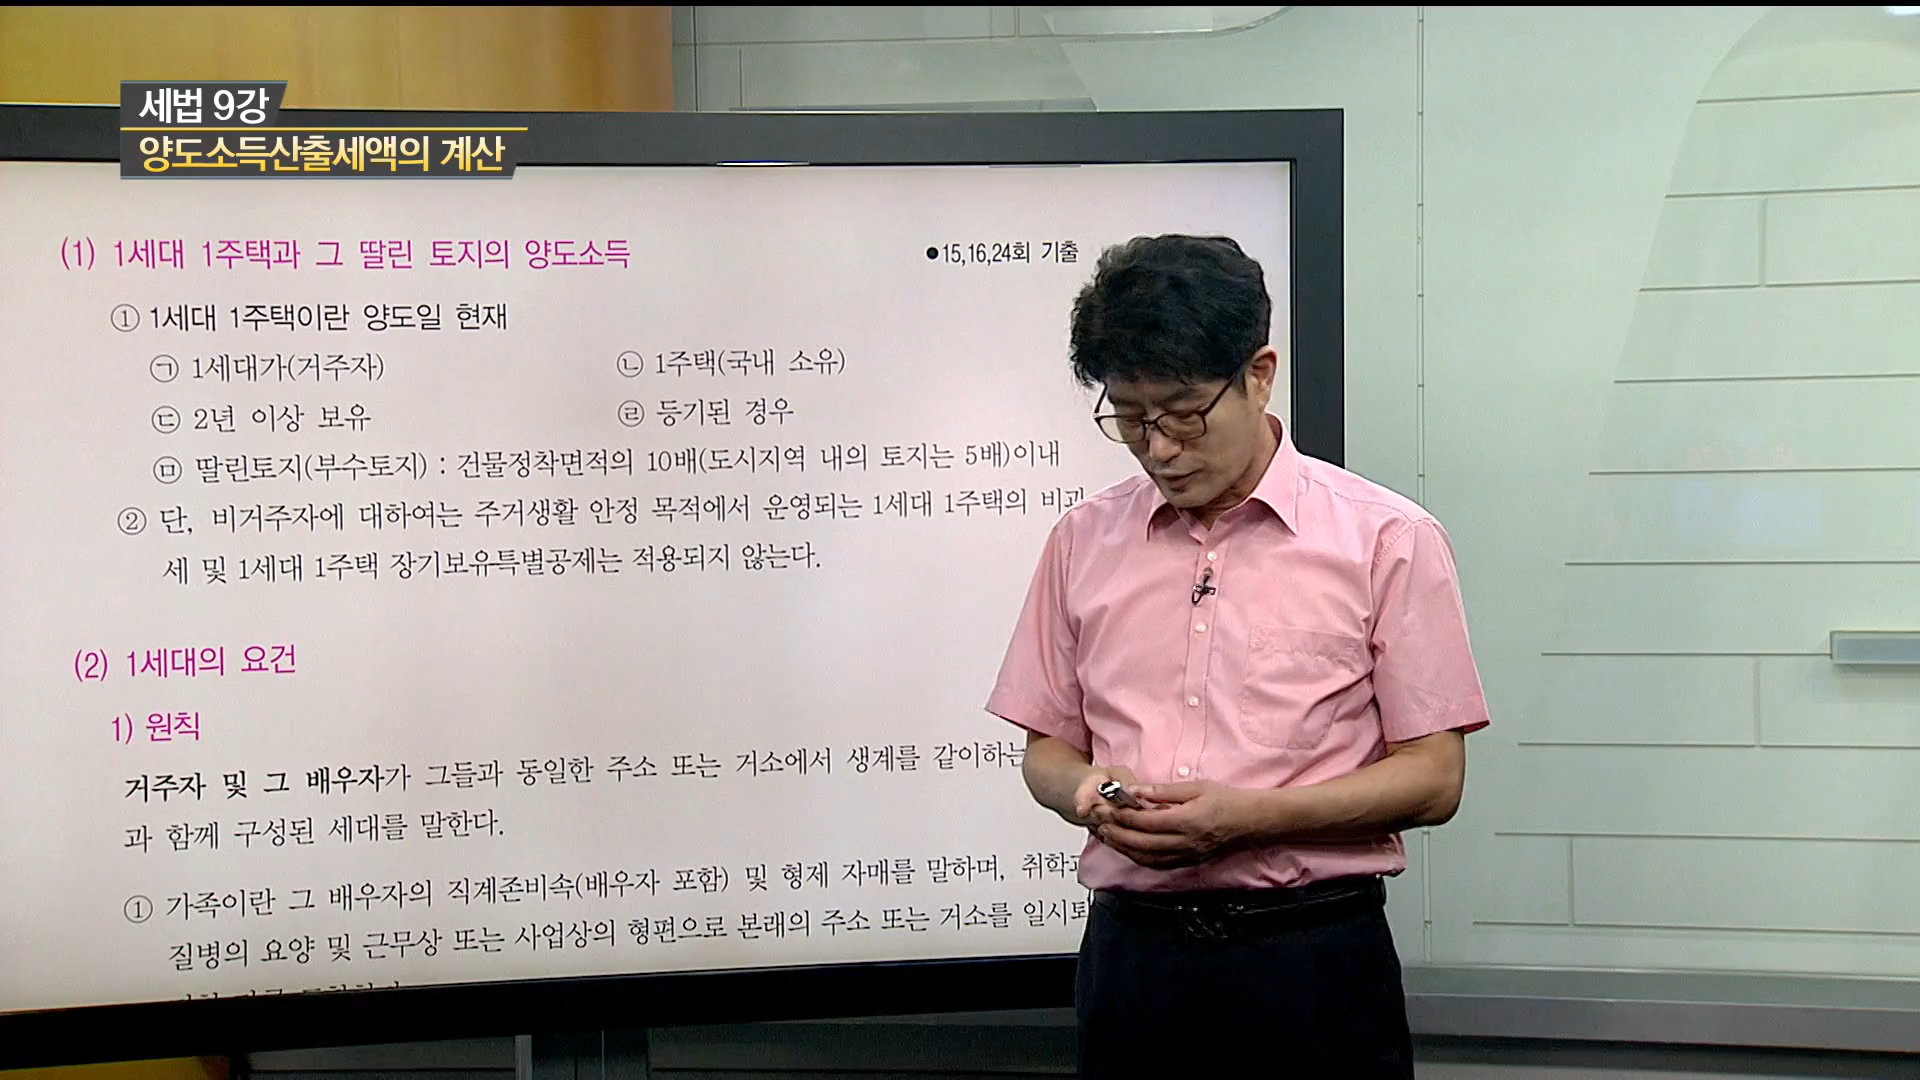 세법 9강
양도소득산출세액의 계산
(1) 1세대 1주택과 그 딸린 토지의 양도소득
●15,16,24회 기출
① 1세대 1주택이란 양도일 현재
㉠ 1세대가(거주자)
㉡ 1주택(국내 소유)
㉢ 2년 이상 보유
㉣ 등기된 경우
㉤ 딸린토지(부수토지) : 건물정착면적의 10배(도시지역 내의 토지는 5배)이내
② 단, 비거주자에 대하여는 주거생활 안정 목적에서 운영되는 1세대 1주택의 비과
세 및 1세대 1주택 장기보유특별공제는 적용되지 않는다.
(2) 1세대의 요건
1) 원칙
거주자 및 그 배우자가 그들과 동일한 주소 또는 거소에서 생계를 같이하는
과 함께 구성된 세대를 말한다.
① 가족이란 그 배우자의 직계존비속(배우자 포함) 및 형제 자매를 말하며, 취학과
질병의 요양 및 근무상 또는 사업상의 형편으로 본래의 주소 또는 거소를 일시퇴